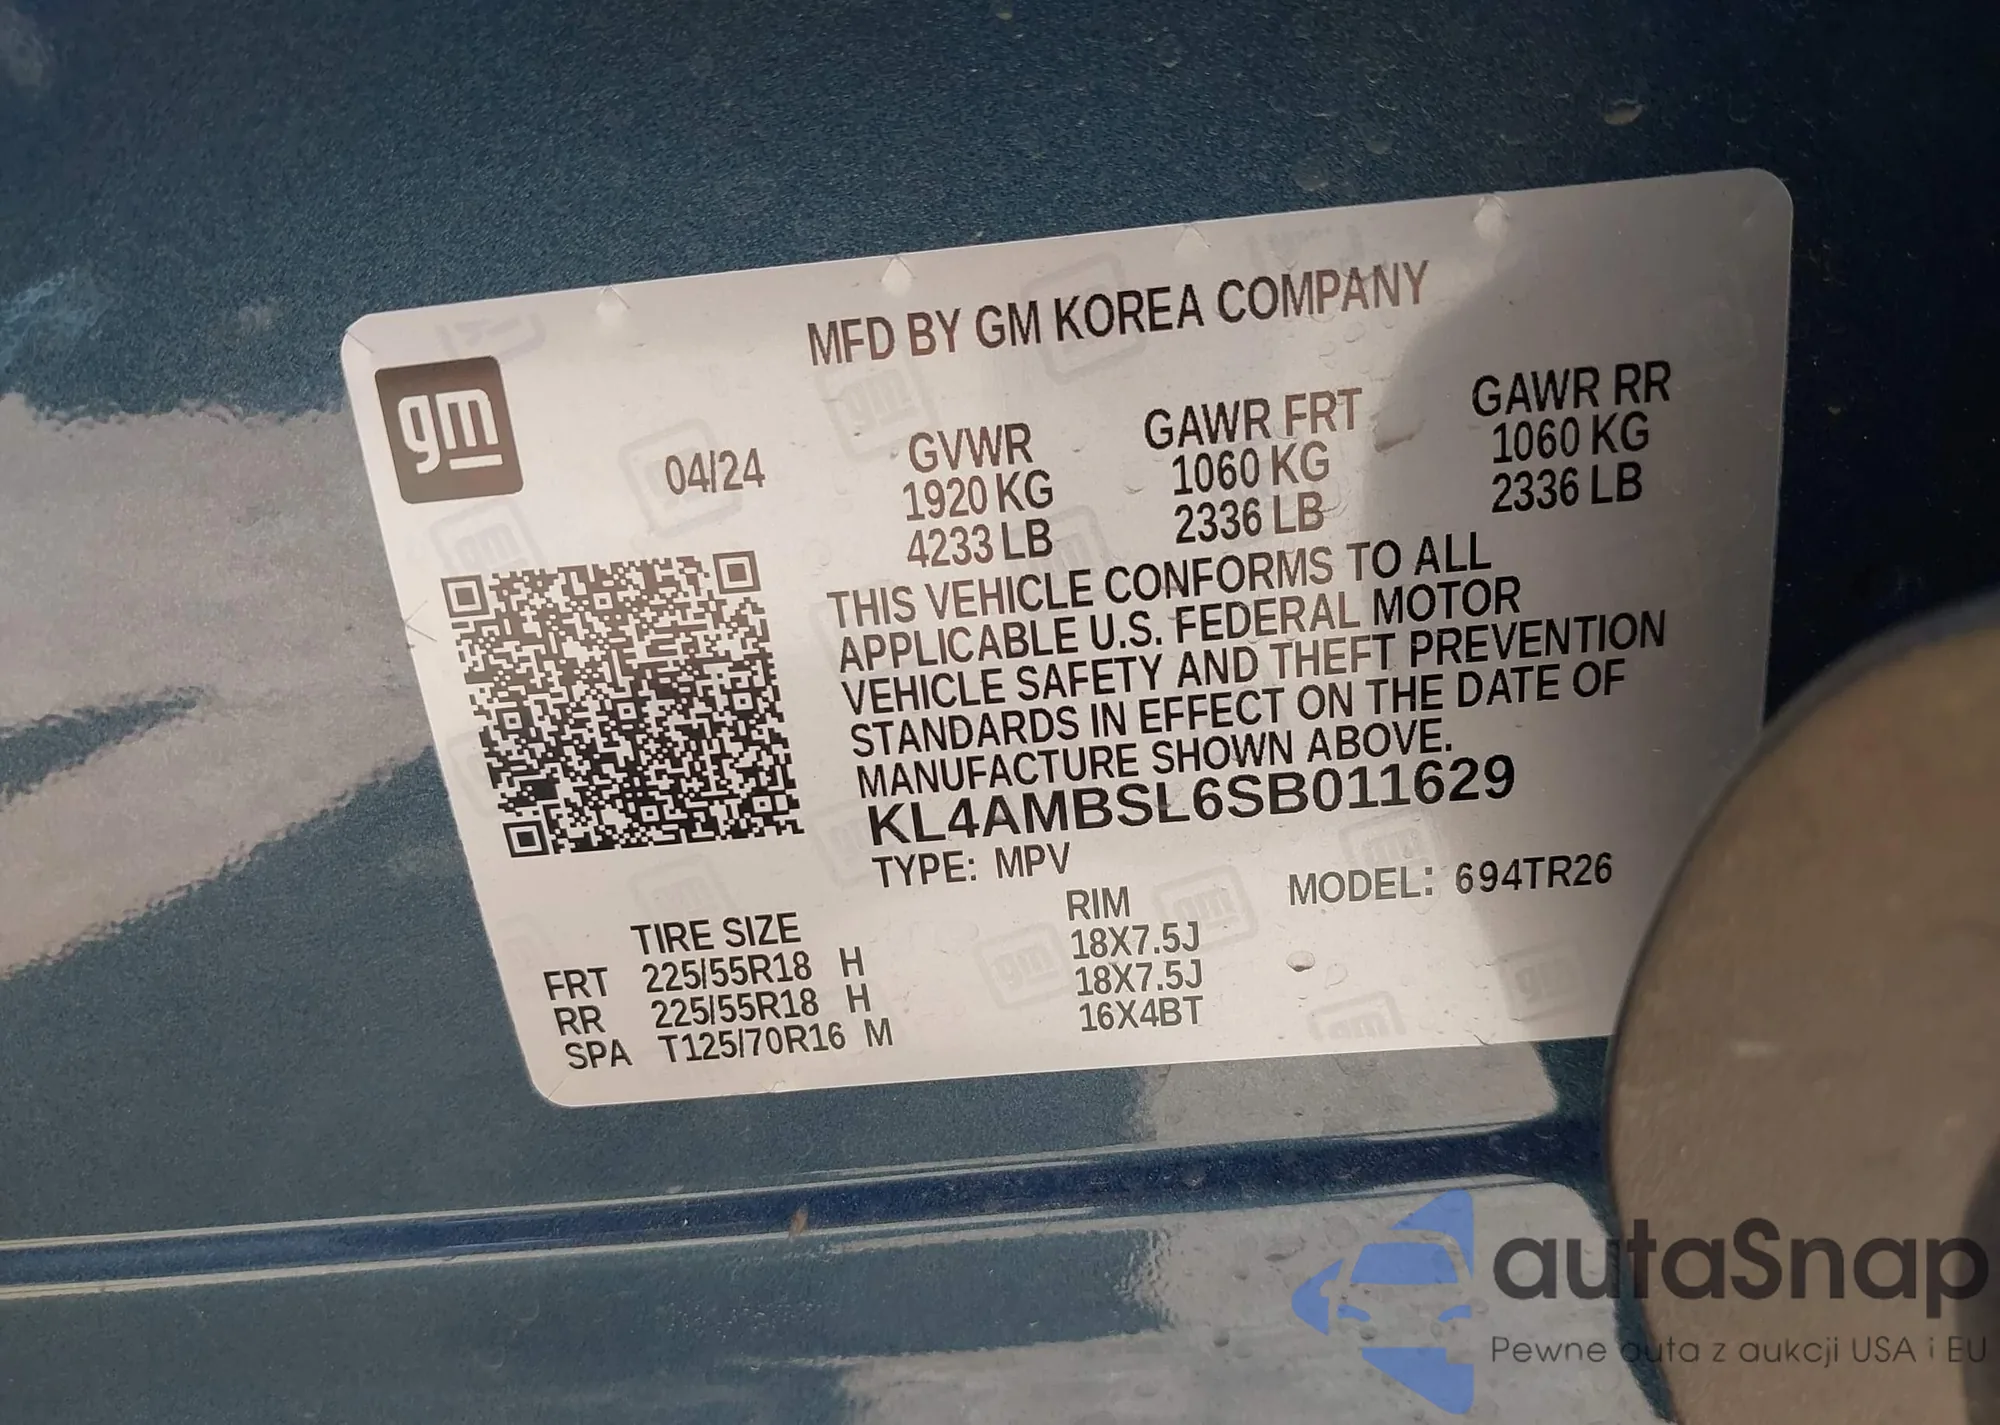 MFD BY GM KOREA COMPANY
gm
04/24
GVWR
1920 KG
4233 LB
GAWR FRT
1060 KG
2336 LB
GAWR RR
1060 KG
2336 LB
THIS VEHICLE CONFORMS TO ALL
APPLICABLE U.S. FEDERAL MOTOR
VEHICLE SAFETY AND THEFT PREVENTION
STANDARDS IN EFFECT ON THE DATE OF
MANUFACTURE SHOWN ABOVE.
KL4AMBSL6SB011629
TYPE: MPV
MODEL: 694TR26
TIRE SIZE RIM
FRT 225/55R18 H 18X7.5J
RR 225/55R18 H 18X7.5J
SPA T125/70R16 M 16X4BT
autaSnap
Pewne auta z aukcji USA i EU